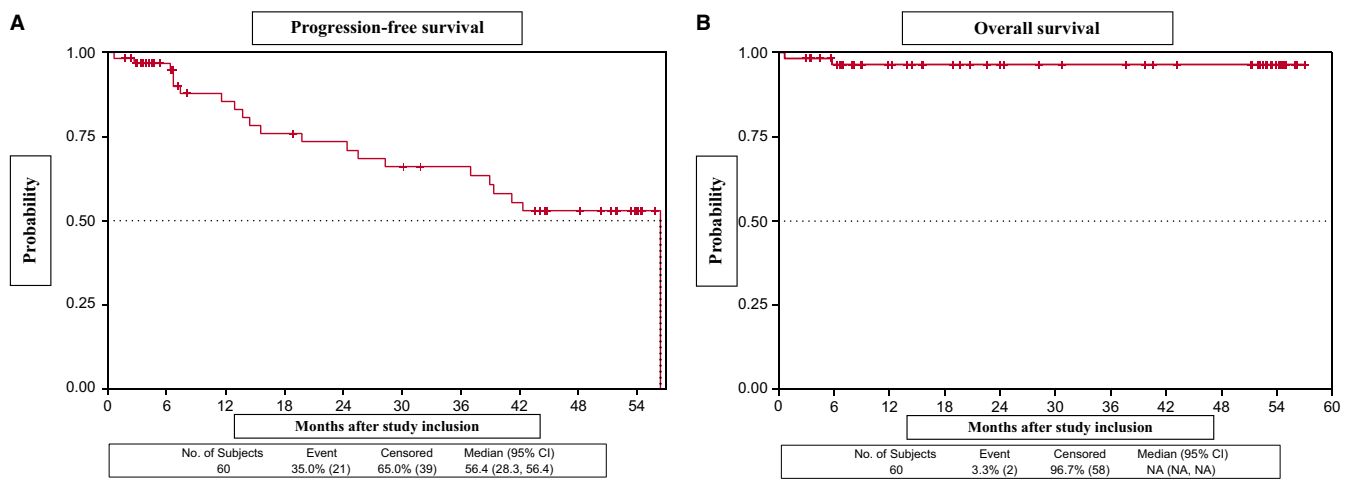 A
Progression-free survival
1.00
0.75
0.50
0.25
0.00
Probability
0 6 12 18 24 30 36 42 48 54
Months after study inclusion
No. of Subjects Event Censored Median (95% CI)
60 35.0% (21) 65.0% (39) 56.4 (28.3, 56.4)
B
Overall survival
1.00
0.75
0.50
0.25
0.00
Probability
0 6 12 18 24 30 36 42 48 54 60
Months after study inclusion
No. of Subjects Event Censored Median (95% CI)
60 3.3% (2) 96.7% (58) NA (NA, NA)